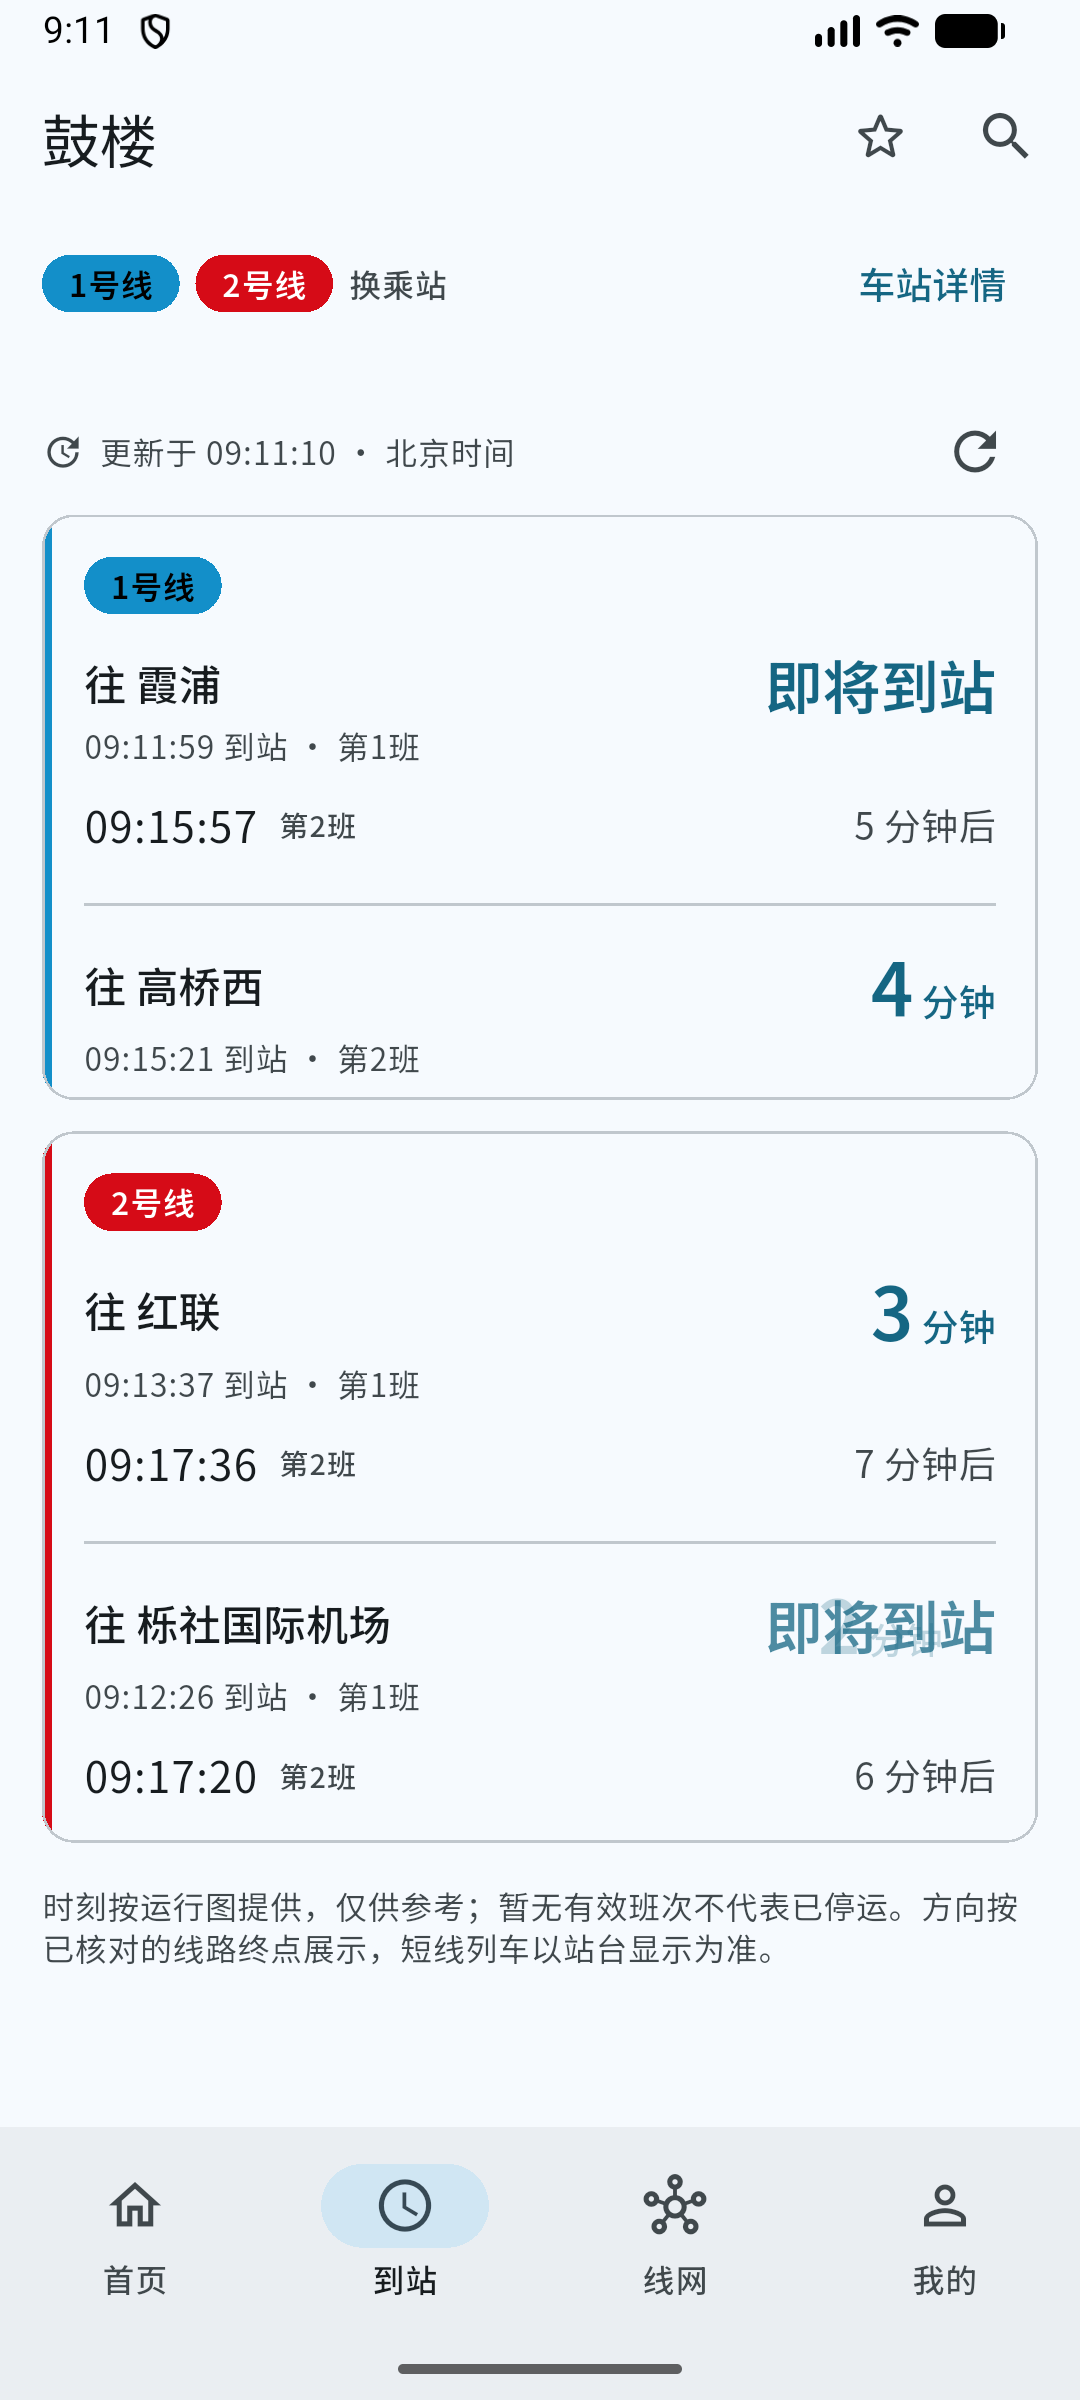 9:11
鼓楼
1号线 2号线 换乘站 车站详情
更新于 09:11:10 · 北京时间
1号线
往 霞浦 即将到站
09:11:59 到站 · 第1班
09:15:57 第2班 5 分钟后
往 高桥西 4 分钟
09:15:21 到站 · 第2班
2号线
往 红联 3 分钟
09:13:37 到站 · 第1班
09:17:36 第2班 7 分钟后
往 栎社国际机场 即将到站 2 分钟
09:12:26 到站 · 第1班
09:17:20 第2班 6 分钟后
时刻按运行图提供，仅供参考；暂无有效班次不代表已停运。方向按
已核对的线路终点展示，短线列车以站台显示为准。
首页 到站 线网 我的